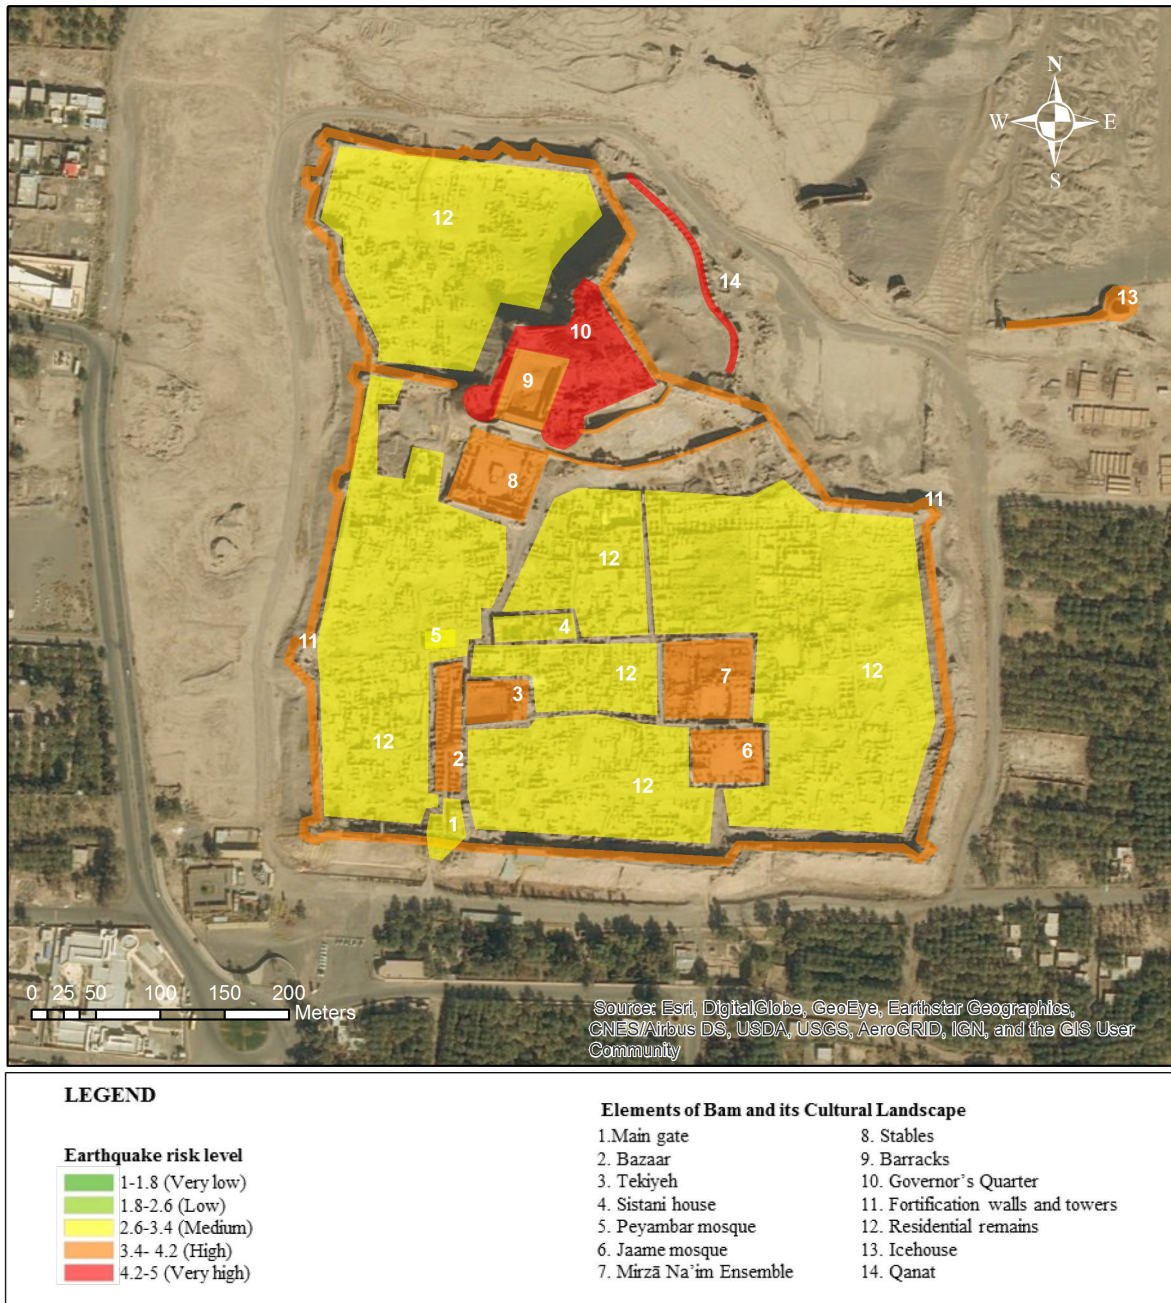 N
W E
S
12
14
13
10
9
8
11
12
4
5
11
12
7
12
3
6
12
2
12
1
0 25 50 100 150 200
Meters
Source: Esri, DigitalGlobe, GeoEye, Earthstar Geographics,
CNES/Airbus DS, USDA, USGS, AeroGRID, IGN, and the GIS User
Community
LEGEND
Earthquake risk level
1-1.8 (Very low)
1.8-2.6 (Low)
2.6-3.4 (Medium)
3.4- 4.2 (High)
4.2-5 (Very high)
Elements of Bam and its Cultural Landscape
1.Main gate
2. Bazaar
3. Tekiyeh
4. Sistani house
5. Peyambar mosque
6. Jaame mosque
7. Mirzā Na’im Ensemble
8. Stables
9. Barracks
10. Governor’s Quarter
11. Fortification walls and towers
12. Residential remains
13. Icehouse
14. Qanat